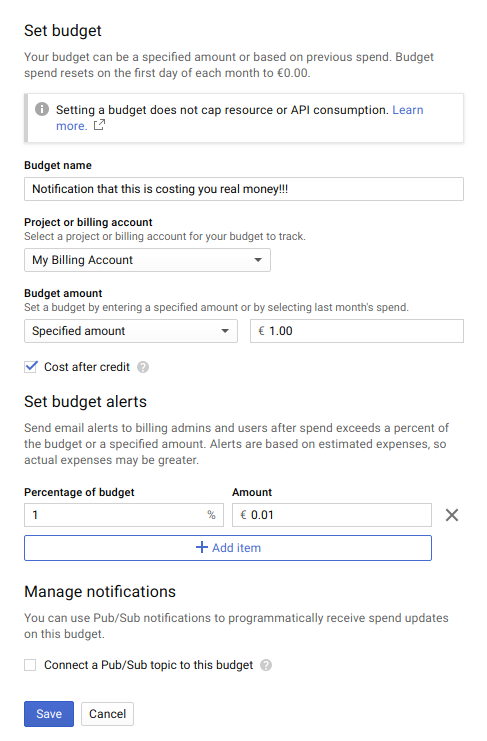 Set budget
Your budget can be a specified amount or based on previous spend. Budget
spend resets on the first day of each month to €0.00.
Setting a budget does not cap resource or API consumption. Learn
more.
Budget name
Notification that this is costing you real money!!!
Project or billing account
Select a project or billing account for your budget to track.
My Billing Account
Budget amount
Set a budget by entering a specified amount or by selecting last month's spend.
Specified amount € 1.00
Cost after credit
Set budget alerts
Send email alerts to billing admins and users after spend exceeds a percent of
the budget or a specified amount. Alerts are based on estimated expenses, so
actual expenses may be greater.
Percentage of budget Amount
1 % € 0.01
+ Add item
Manage notifications
You can use Pub/Sub notifications to programmatically receive spend updates
on this budget.
Connect a Pub/Sub topic to this budget
Save Cancel